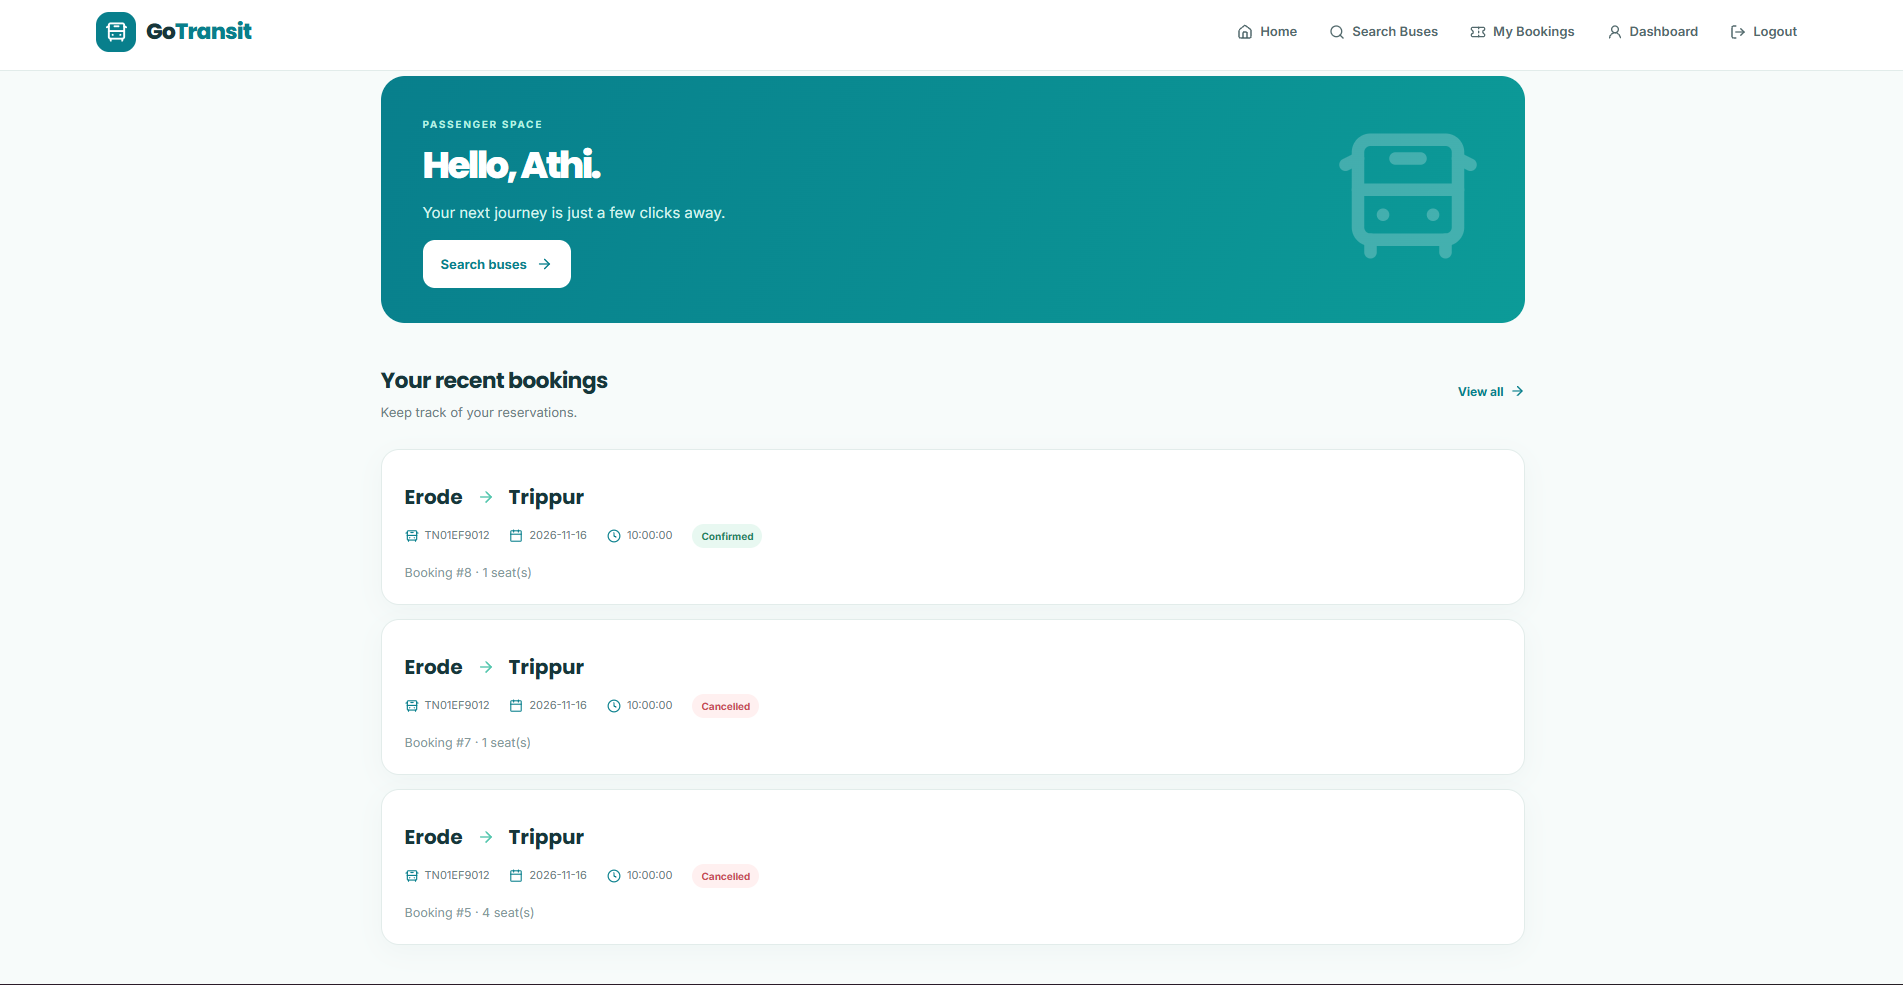 GoTransit
Home Search Buses My Bookings Dashboard Logout
PASSENGER SPACE
Hello, Athi.
Your next journey is just a few clicks away.
Search buses
Your recent bookings
View all
Keep track of your reservations.
Erode → Trippur
TN01EF9012 2026-11-16 10:00:00 Confirmed
Booking #8 · 1 seat(s)
Erode → Trippur
TN01EF9012 2026-11-16 10:00:00 Cancelled
Booking #7 · 1 seat(s)
Erode → Trippur
TN01EF9012 2026-11-16 10:00:00 Cancelled
Booking #5 · 4 seat(s)